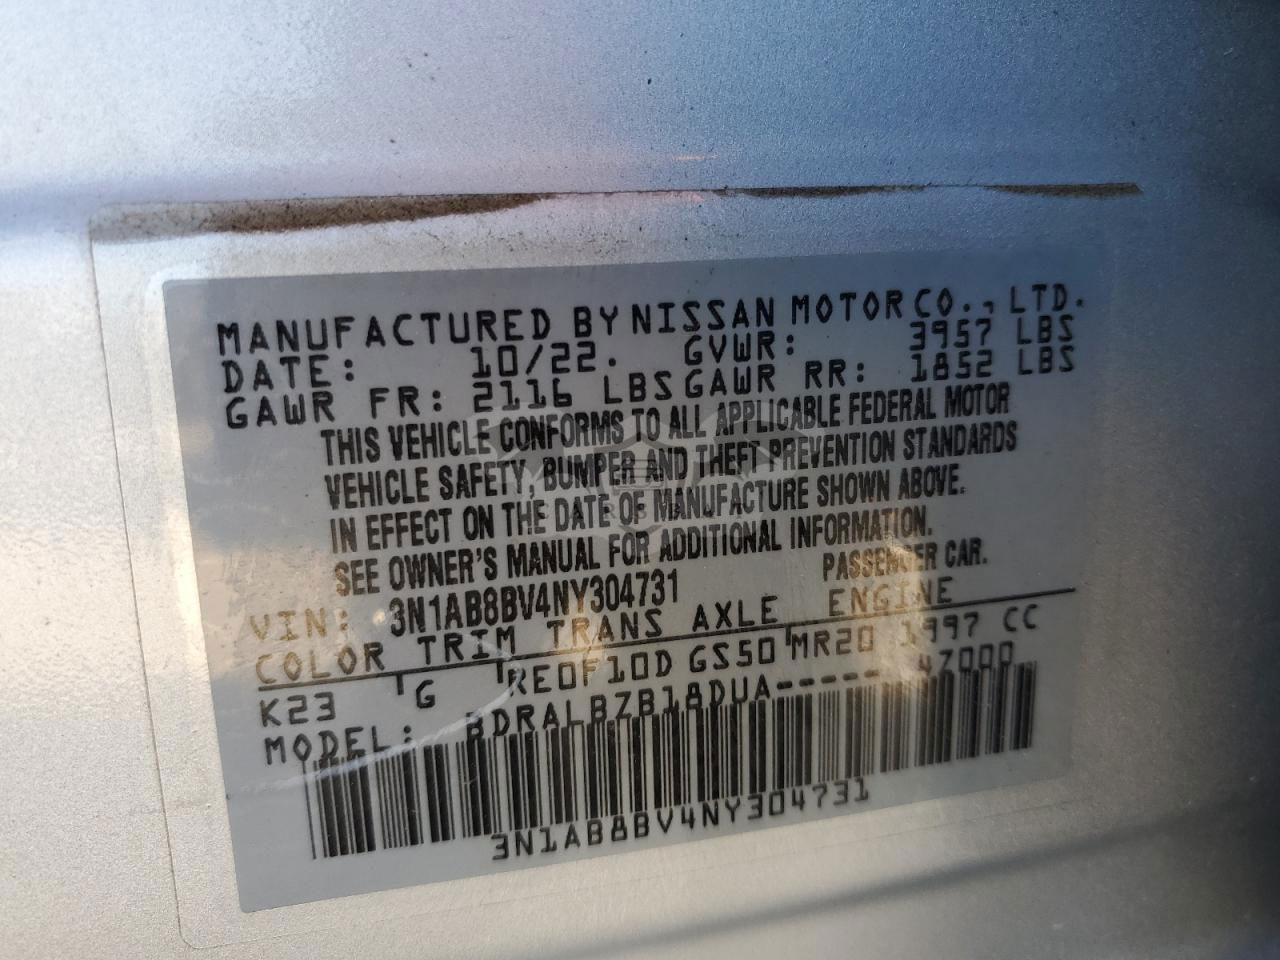 MANUFACTURED BY NISSAN MOTOR CO., LTD.
DATE: 10/22. GVWR: 3957 LBS
GAWR FR: 2116 LBS GAWR RR: 1852 LBS
THIS VEHICLE CONFORMS TO ALL APPLICABLE FEDERAL MOTOR
VEHICLE SAFETY, BUMPER AND THEFT PREVENTION STANDARDS
IN EFFECT ON THE DATE OF MANUFACTURE SHOWN ABOVE.
SEE OWNER'S MANUAL FOR ADDITIONAL INFORMATION.
VIN: 3N1AB8BV4NY304731 PASSENGER CAR.
COLOR TRIM TRANS AXLE ENGINE
K23 G RE0F10D GS50 MR20 1997 CC
MODEL: BDRALBZB18DUA----- 47000
3N1AB8BV4NY304731